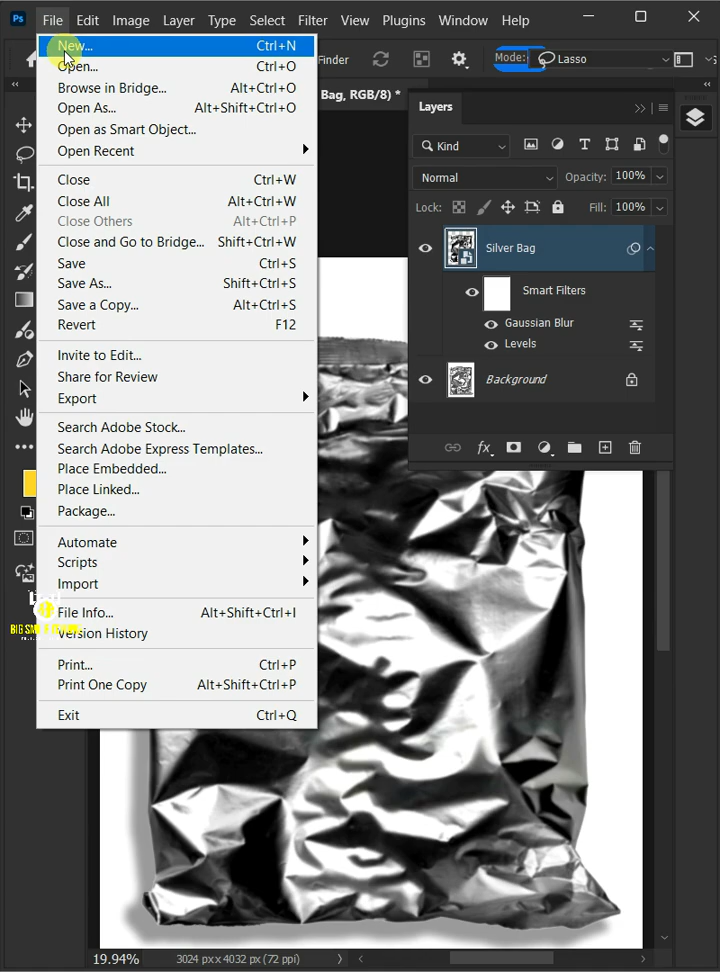 Ps File Edit Image Layer Type Select Filter View Plugins Window Help
Finder Mode: Lasso
Bag, RGB/8) *
New... Ctrl+N
Open... Ctrl+O
Browse in Bridge... Alt+Ctrl+O
Open As... Alt+Shift+Ctrl+O
Open as Smart Object...
Open Recent
Close Ctrl+W
Close All Alt+Ctrl+W
Close Others Alt+Ctrl+P
Close and Go to Bridge... Shift+Ctrl+W
Save Ctrl+S
Save As... Shift+Ctrl+S
Save a Copy... Alt+Ctrl+S
Revert F12
Invite to Edit...
Share for Review
Export
Search Adobe Stock...
Search Adobe Express Templates...
Place Embedded...
Place Linked...
Package...
Automate
Scripts
Import
File Info... Alt+Shift+Ctrl+I
Version History
Print... Ctrl+P
Print One Copy Alt+Shift+Ctrl+P
Exit Ctrl+Q
Layers
Kind
Normal Opacity: 100%
Lock: Fill: 100%
Silver Bag
Smart Filters
Gaussian Blur
Levels
Background
fx
19.94% 3024 px x 4032 px (72 ppi)